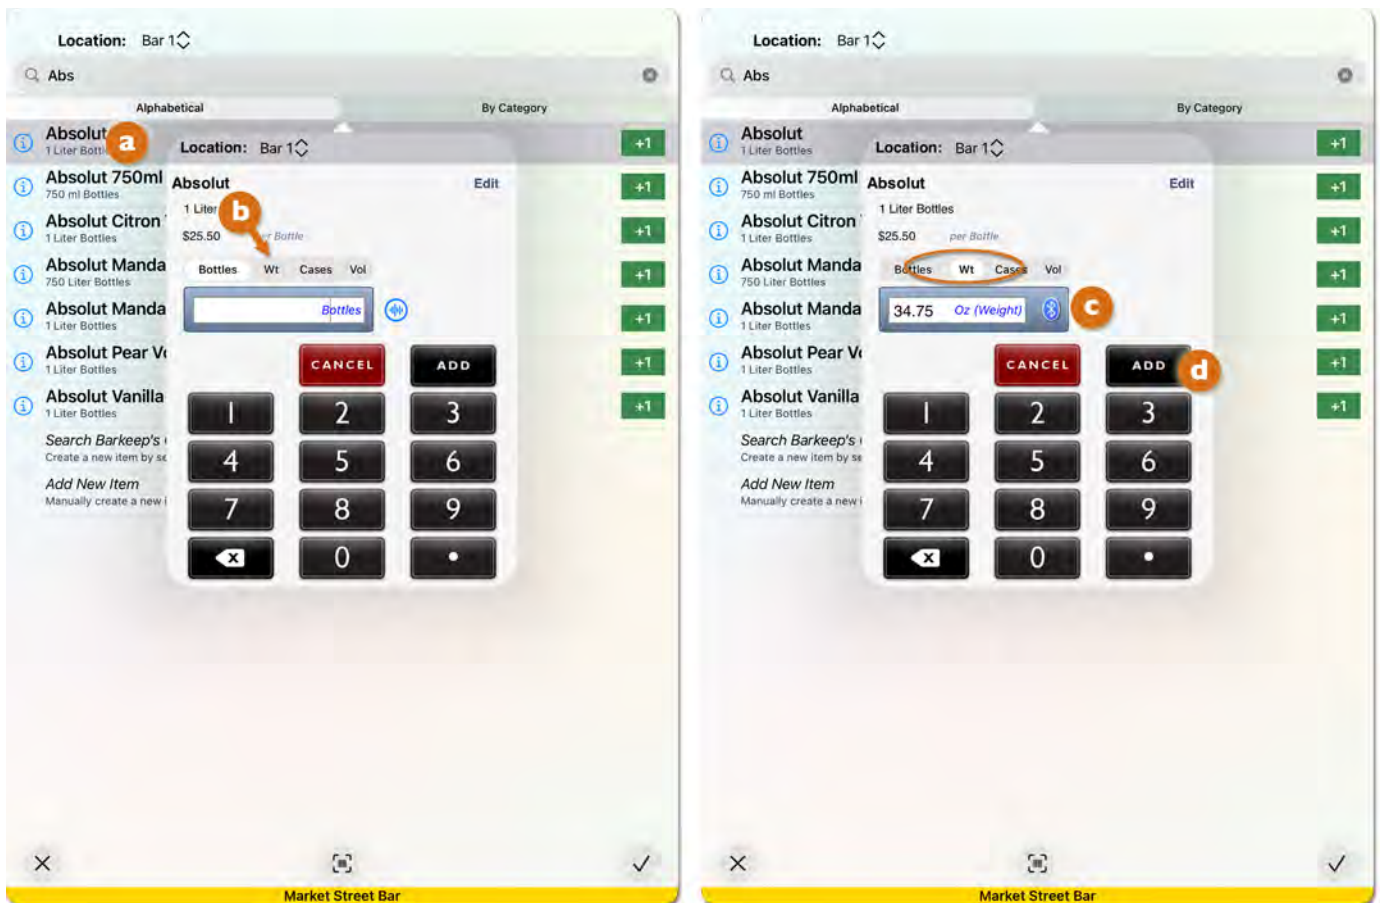 Location: Bar 1
Abs
Alphabetical By Category
Absolut
1 Liter
+1
a
Absolut 750ml
750 ml Bottles
+1
Absolut Citron
1 Liter Bottles
+1
Absolut Manda
750 Liter Bottles
+1
Absolut Manda
1 Liter Bottles
+1
Absolut Pear
1 Liter Bottles
+1
Absolut Vanilla
1 Liter Bottles
+1
Search Barkeep's
Create a new item by
Add New Item
Manually create a new
Location: Bar 1
Absolut Edit
1 Liter
b
$25.50 Bottle
Bottles Wt Cases Vol
Bottles
CANCEL ADD
1 2 3
4 5 6
7 8 9
x 0 .
Market Street Bar
Location: Bar 1
Abs
Alphabetical By Category
Absolut
1 Liter Bottles
+1
Absolut 750ml
750 ml Bottles
+1
Absolut Citron
1 Liter Bottles
+1
Absolut Manda
750 Liter Bottles
+1
Absolut Manda
1 Liter Bottles
+1
Absolut Pear
1 Liter Bottles
+1
Absolut Vanilla
1 Liter Bottles
+1
Search Barkeep's
Create a new item by
Add New Item
Manually create a new
Location: Bar 1
Absolut Edit
1 Liter Bottles
$25.50 per Bottle
Bottles Wt Cases Vol
34.75 Oz (Weight)
c
CANCEL ADD
d
1 2 3
4 5 6
7 8 9
x 0 .
Market Street Bar